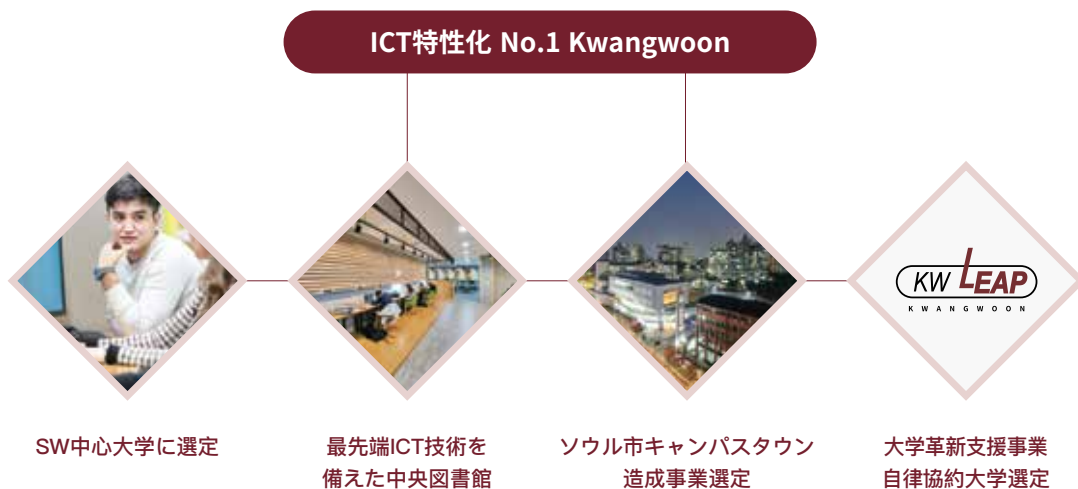 ICT特性化 No.1 Kwangwoon
KW LEAP
KWANGWOON
SW中心大学に選定
最先端ICT技術を
備えた中央図書館
ソウル市キャンパスタウン
造成事業選定
大学革新支援事業
自律協約大学選定